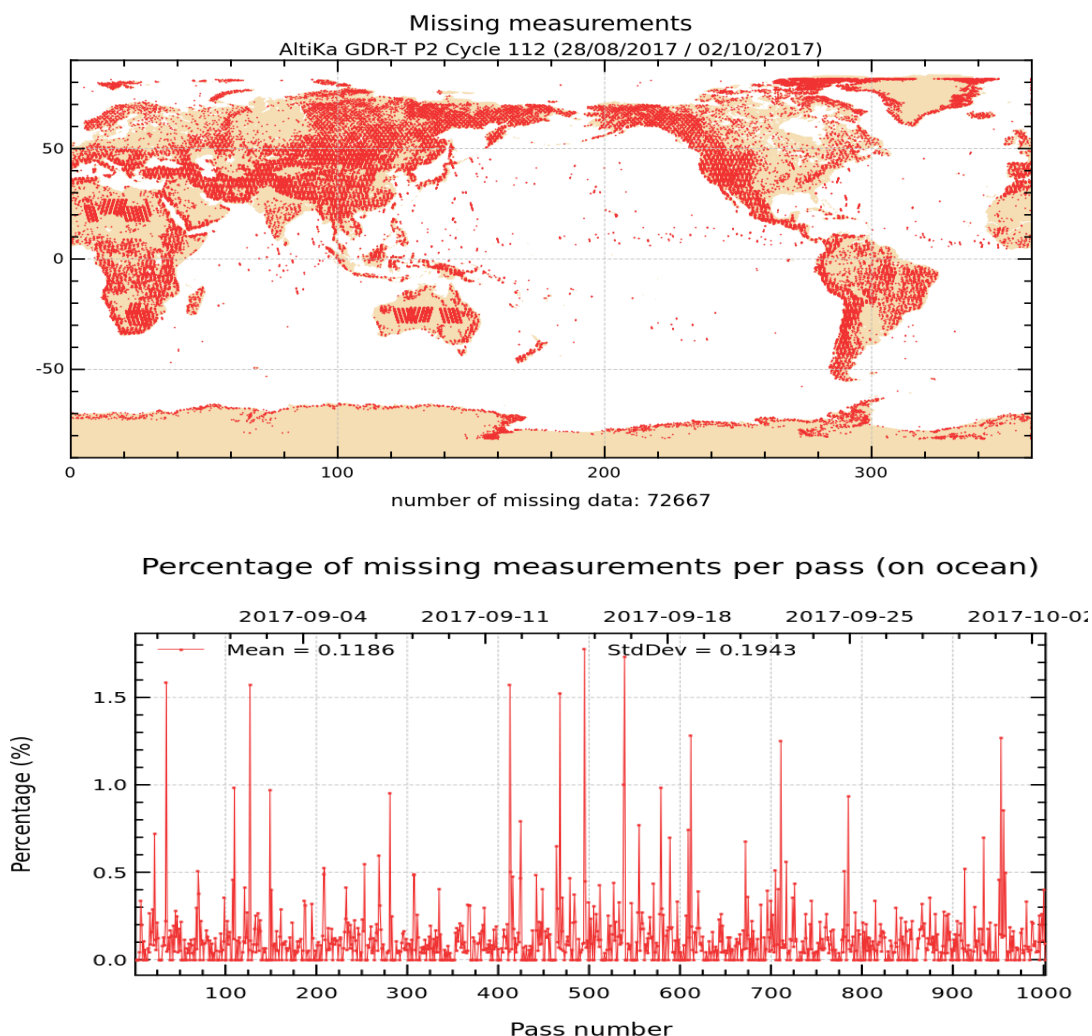 Missing measurements
AltiKa GDR-T P2 Cycle 112 (28/08/2017 / 02/10/2017)
50
0
-50
0 100 200 300
number of missing data: 72667
Percentage of missing measurements per pass (on ocean)
2017-09-04 2017-09-11 2017-09-18 2017-09-25 2017-10-02
Mean = 0.1186 StdDev = 0.1943
1.5
1.0
0.5
0.0
Percentage (%)
100 200 300 400 500 600 700 800 900 1000
Pass number